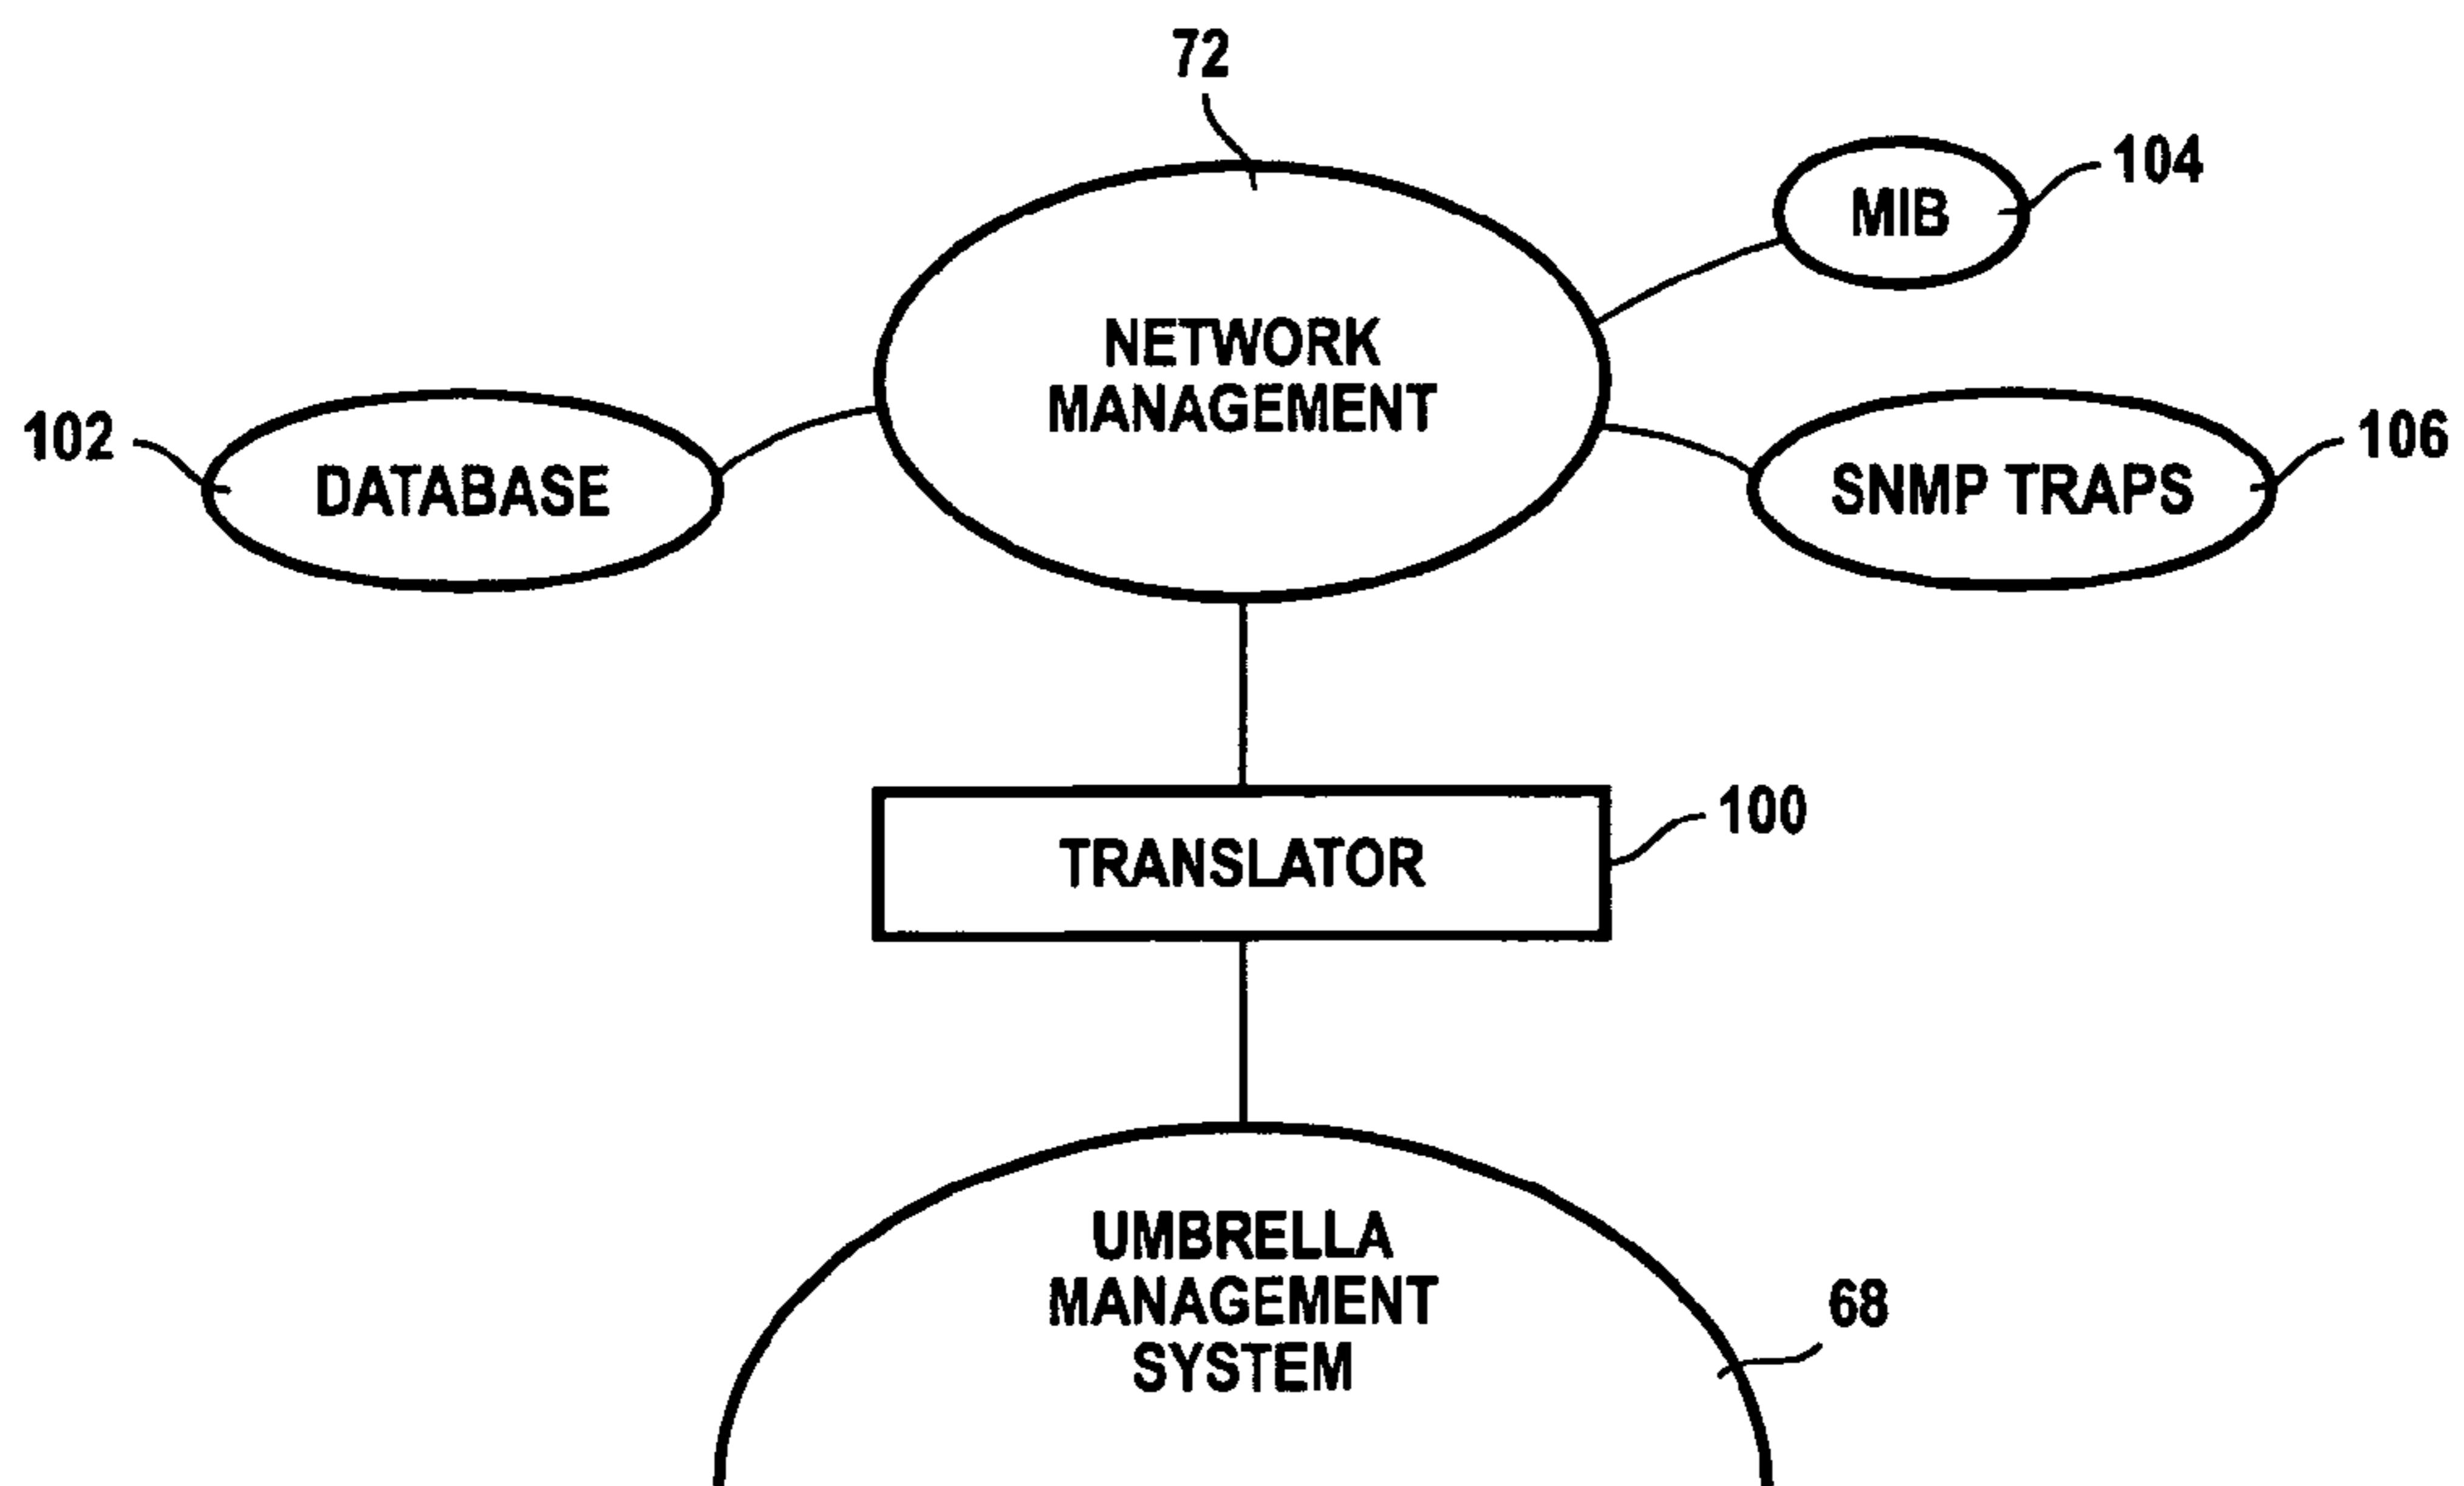 72
104
MIB
NETWORK
MANAGEMENT
102
DATABASE
106
SNMP TRAPS
100
TRANSLATOR
UMBRELLA
MANAGEMENT
SYSTEM
68